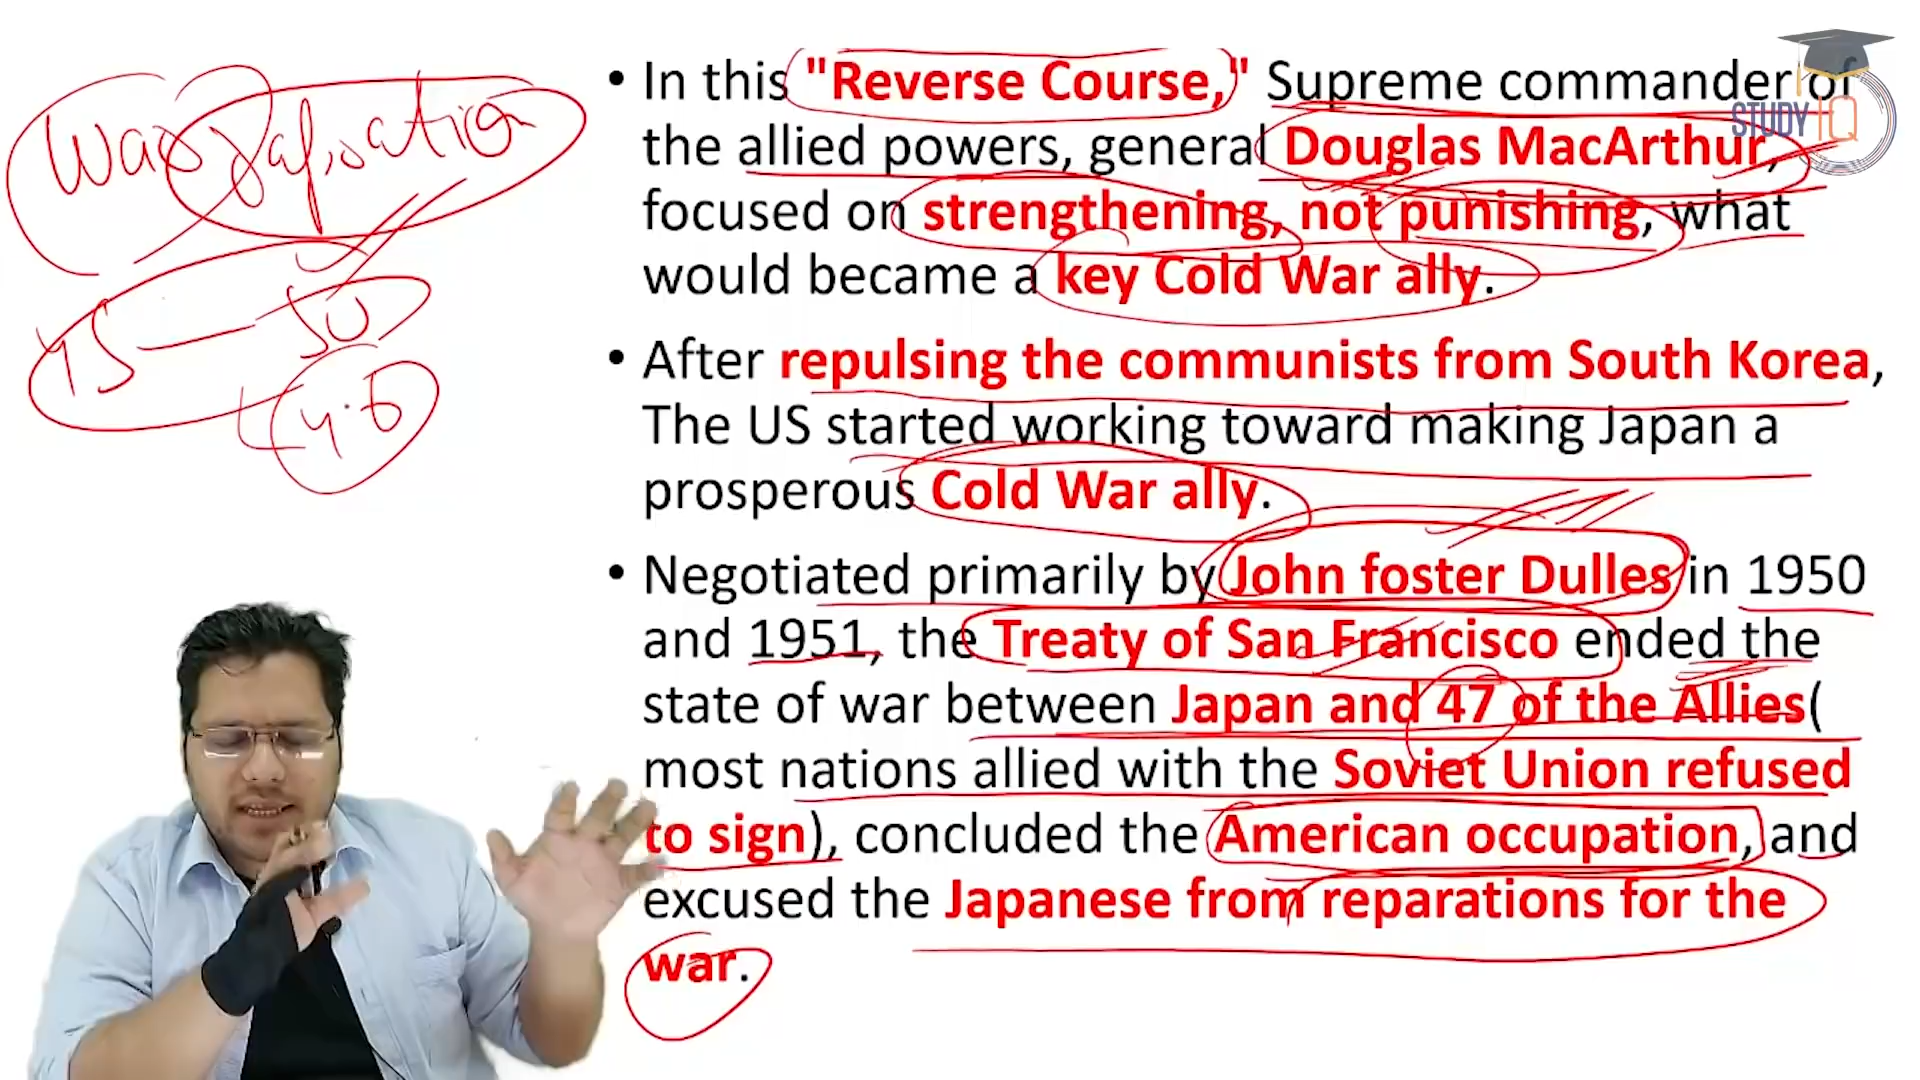 • In this "Reverse Course," Supreme commander of
the allied powers, general Douglas MacArthur,
focused on strengthening, not punishing, what
would became a key Cold War ally.
• After repulsing the communists from South Korea,
The US started working toward making Japan a
prosperous Cold War ally.
• Negotiated primarily by John foster Dulles in 1950
and 1951, the Treaty of San Francisco ended the
state of war between Japan and 47 of the Allies(
most nations allied with the Soviet Union refused
to sign), concluded the American occupation, and
excused the Japanese from reparations for the
war.
STUDY IQ
War
45 — 50